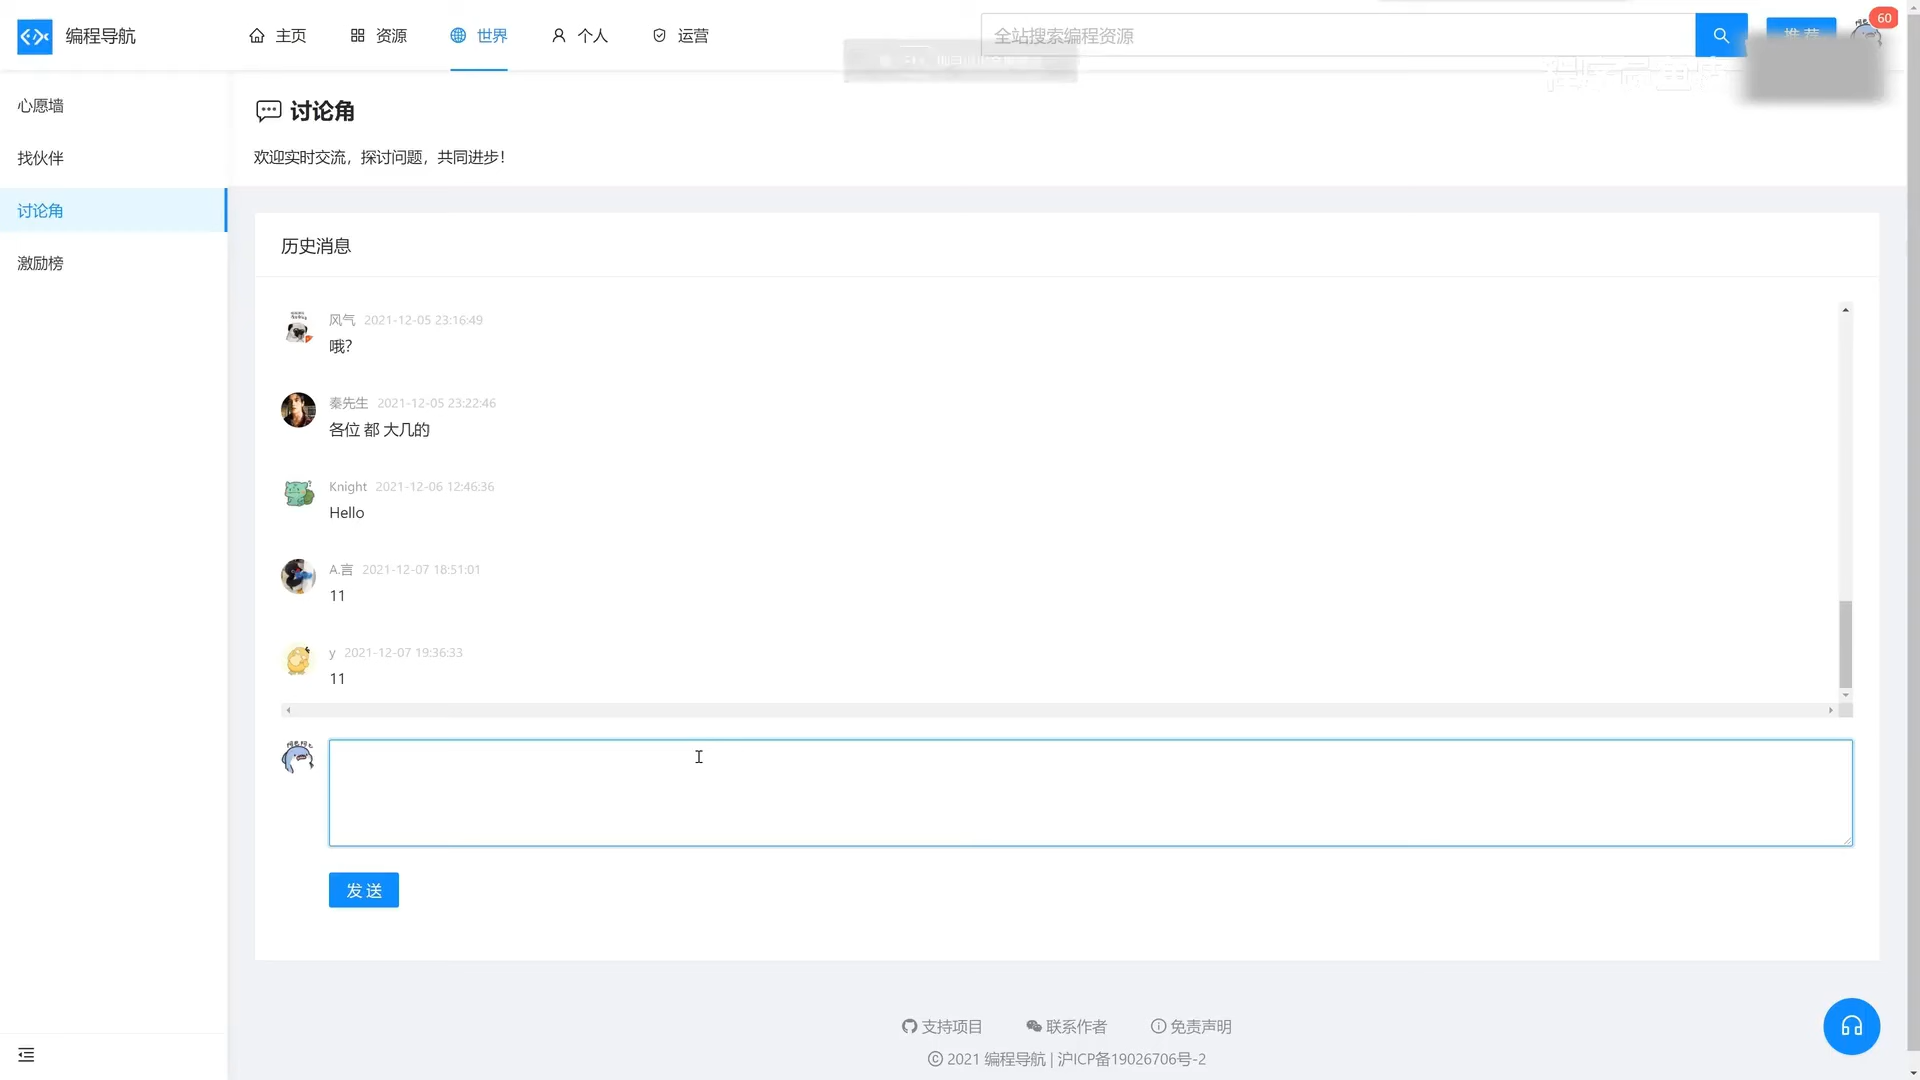 编程导航
主页
资源
世界
个人
运营
全站搜索编程资源
推荐
60
心愿墙
找伙伴
讨论角
激励榜
讨论角
欢迎实时交流，探讨问题，共同进步！
历史消息
风气 2021-12-05 23:16:49
哦？
秦先生 2021-12-05 23:22:46
各位 都 大几的
Knight 2021-12-06 12:46:36
Hello
A.言 2021-12-07 18:51:01
11
y 2021-12-07 19:36:33
11
发 送
支持项目 联系作者 免责声明
© 2021 编程导航 | 沪ICP备19026706号-2